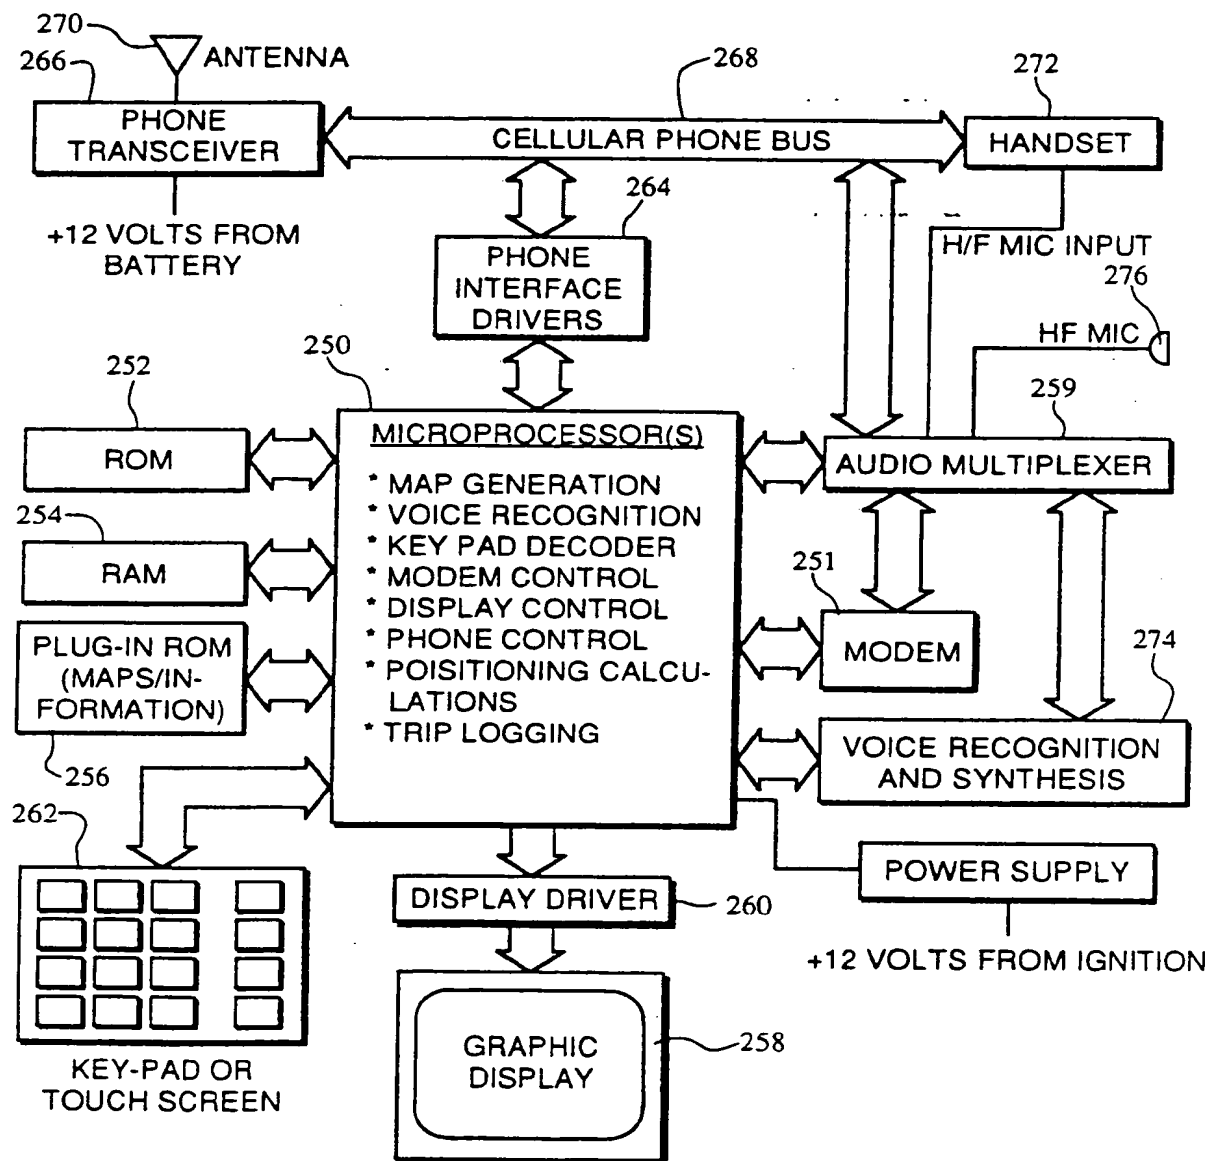 270
266
ANTENNA
268
272
PHONE
TRANSCEIVER
CELLULAR PHONE BUS
HANDSET
264
+12 VOLTS FROM
BATTERY
PHONE
INTERFACE
DRIVERS
H/F MIC INPUT
276
HF MIC
250
252
259
ROM
MICROPROCESSOR(S)
* MAP GENERATION
* VOICE RECOGNITION
* KEY PAD DECODER
* MODEM CONTROL
* DISPLAY CONTROL
* PHONE CONTROL
* POISITIONING CALCU-
LATIONS
* TRIP LOGGING
AUDIO MULTIPLEXER
254
RAM
251
MODEM
PLUG-IN ROM
(MAPS/IN-
FORMATION)
256
274
VOICE RECOGNITION
AND SYNTHESIS
262
POWER SUPPLY
+12 VOLTS FROM IGNITION
DISPLAY DRIVER
260
GRAPHIC
DISPLAY
258
KEY-PAD OR
TOUCH SCREEN